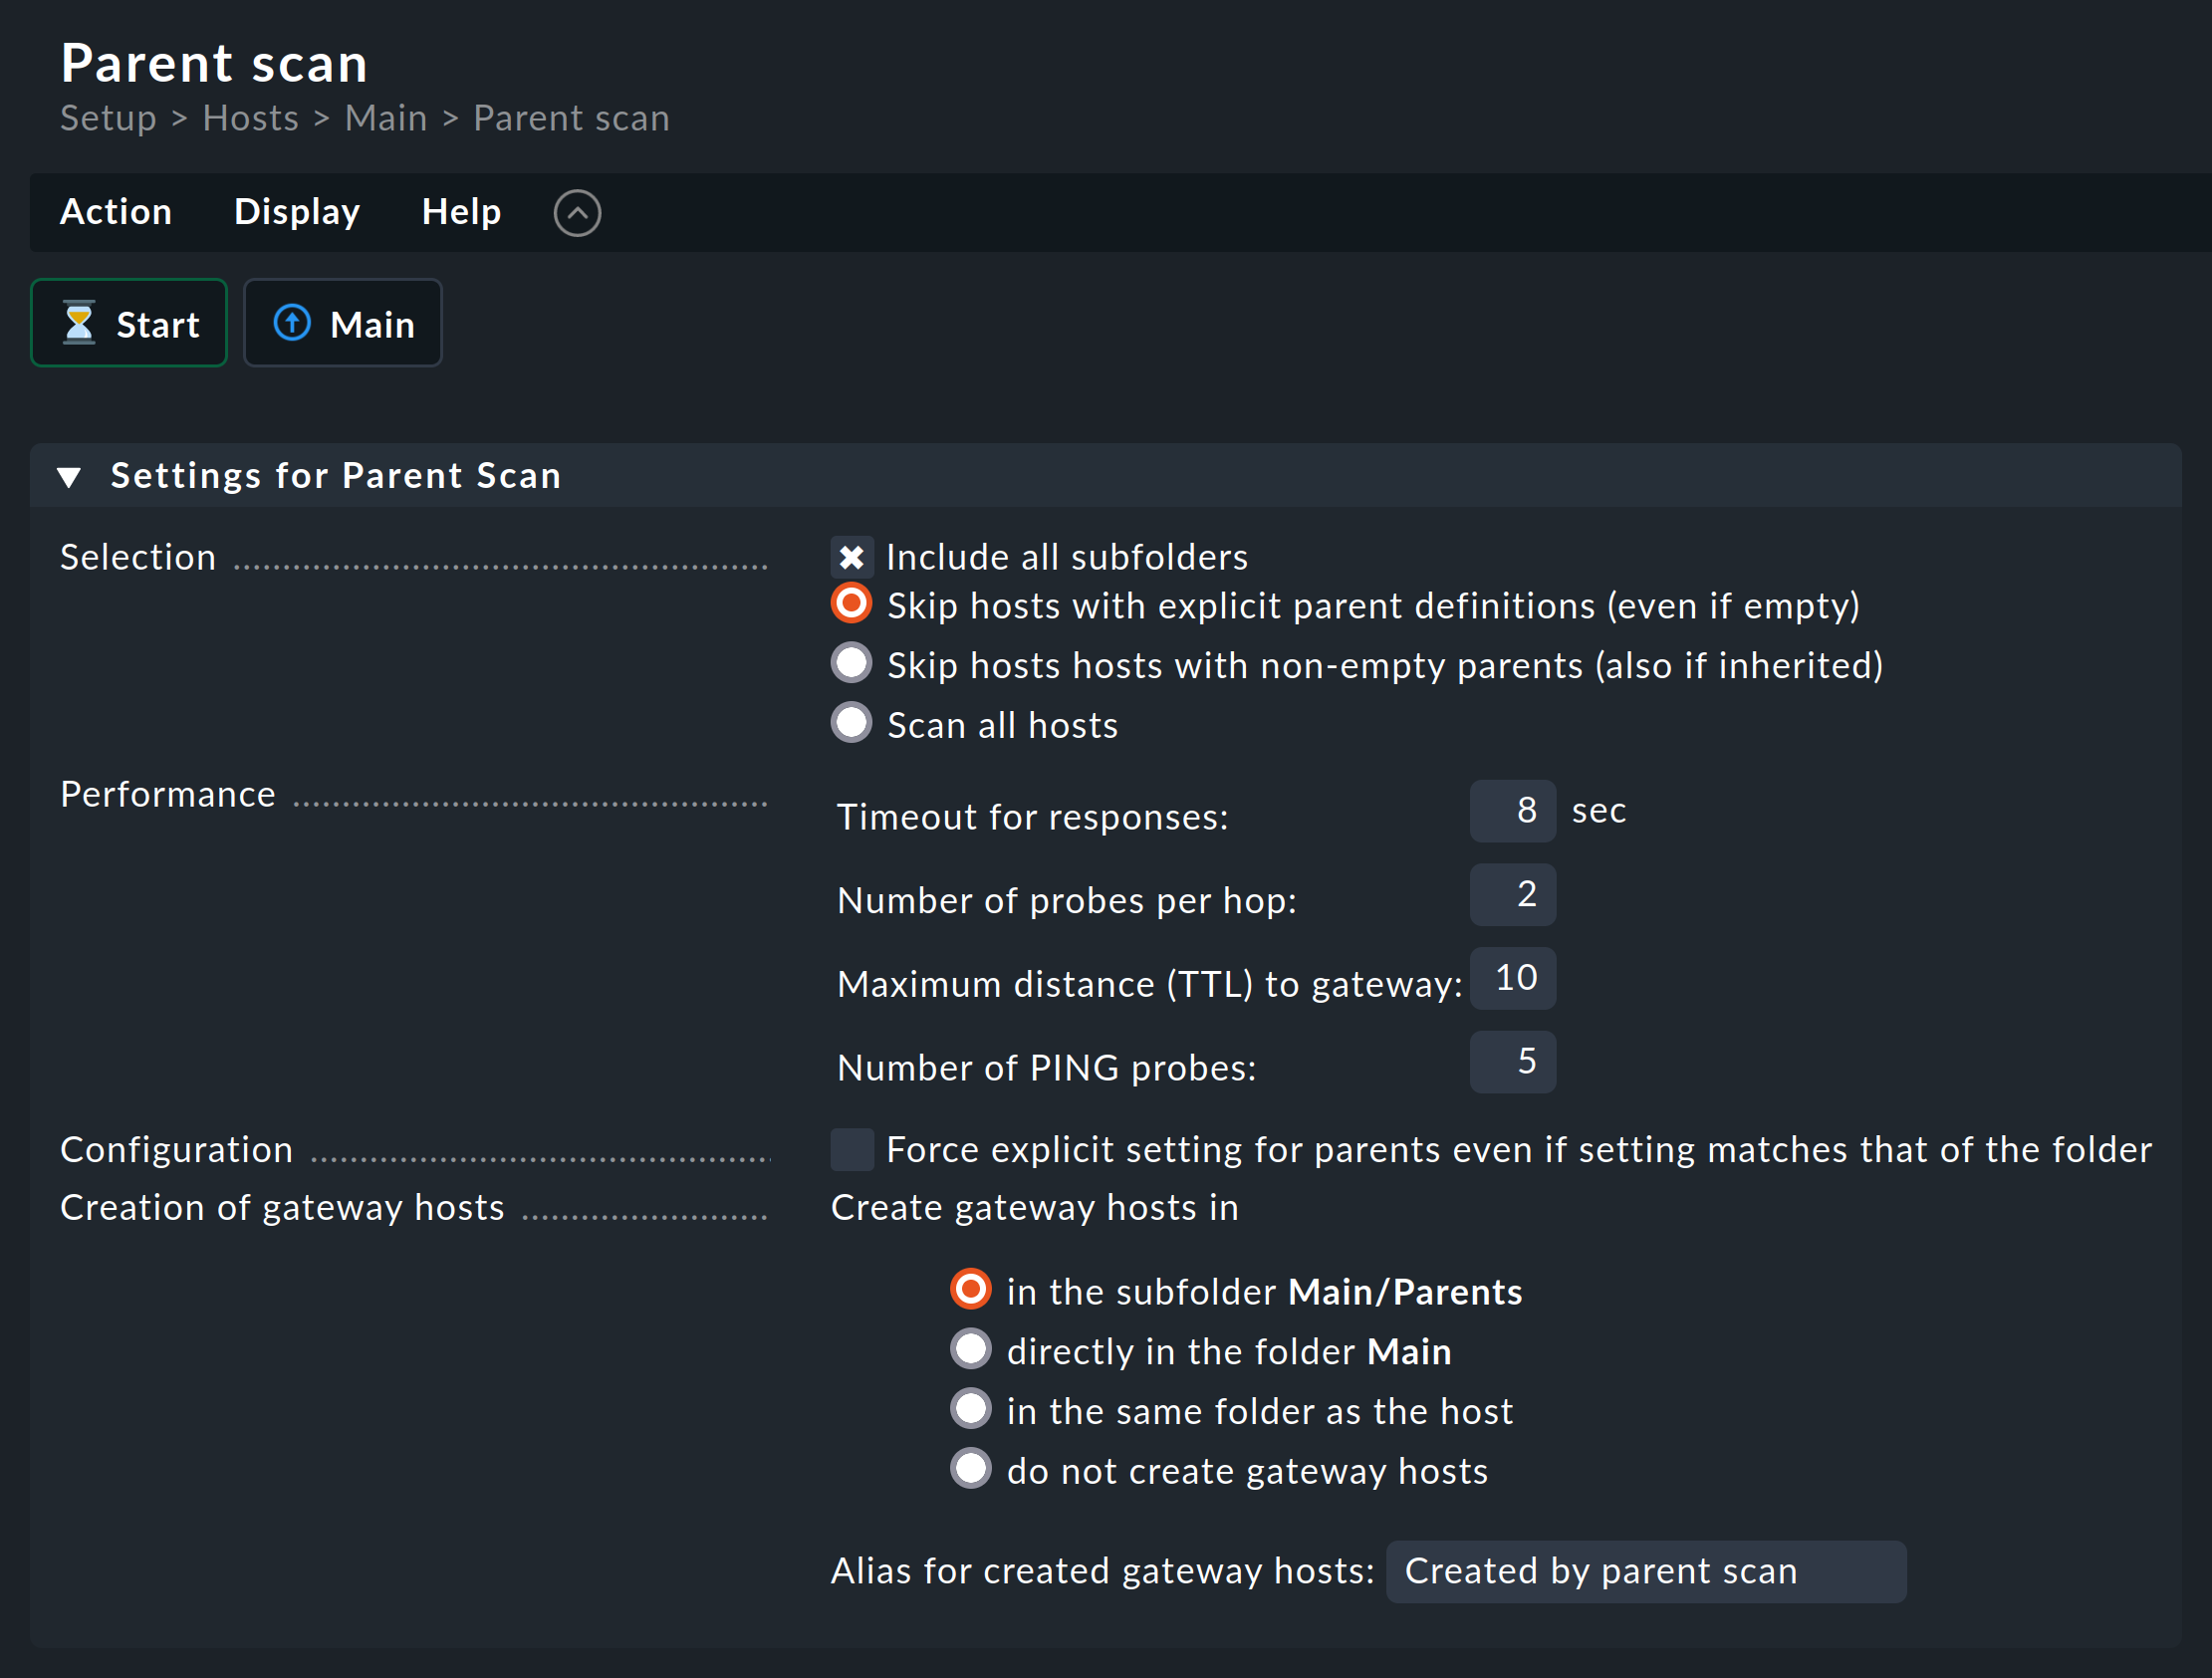 Parent scan
Setup > Hosts > Main > Parent scan
Action Display Help
Start Main
Settings for Parent Scan
Selection Include all subfolders
Skip hosts with explicit parent definitions (even if empty)
Skip hosts hosts with non-empty parents (also if inherited)
Scan all hosts
Performance
Timeout for responses: 8 sec
Number of probes per hop: 2
Maximum distance (TTL) to gateway: 10
Number of PING probes: 5
Configuration Force explicit setting for parents even if setting matches that of the folder
Creation of gateway hosts Create gateway hosts in
in the subfolder Main/Parents
directly in the folder Main
in the same folder as the host
do not create gateway hosts
Alias for created gateway hosts: Created by parent scan